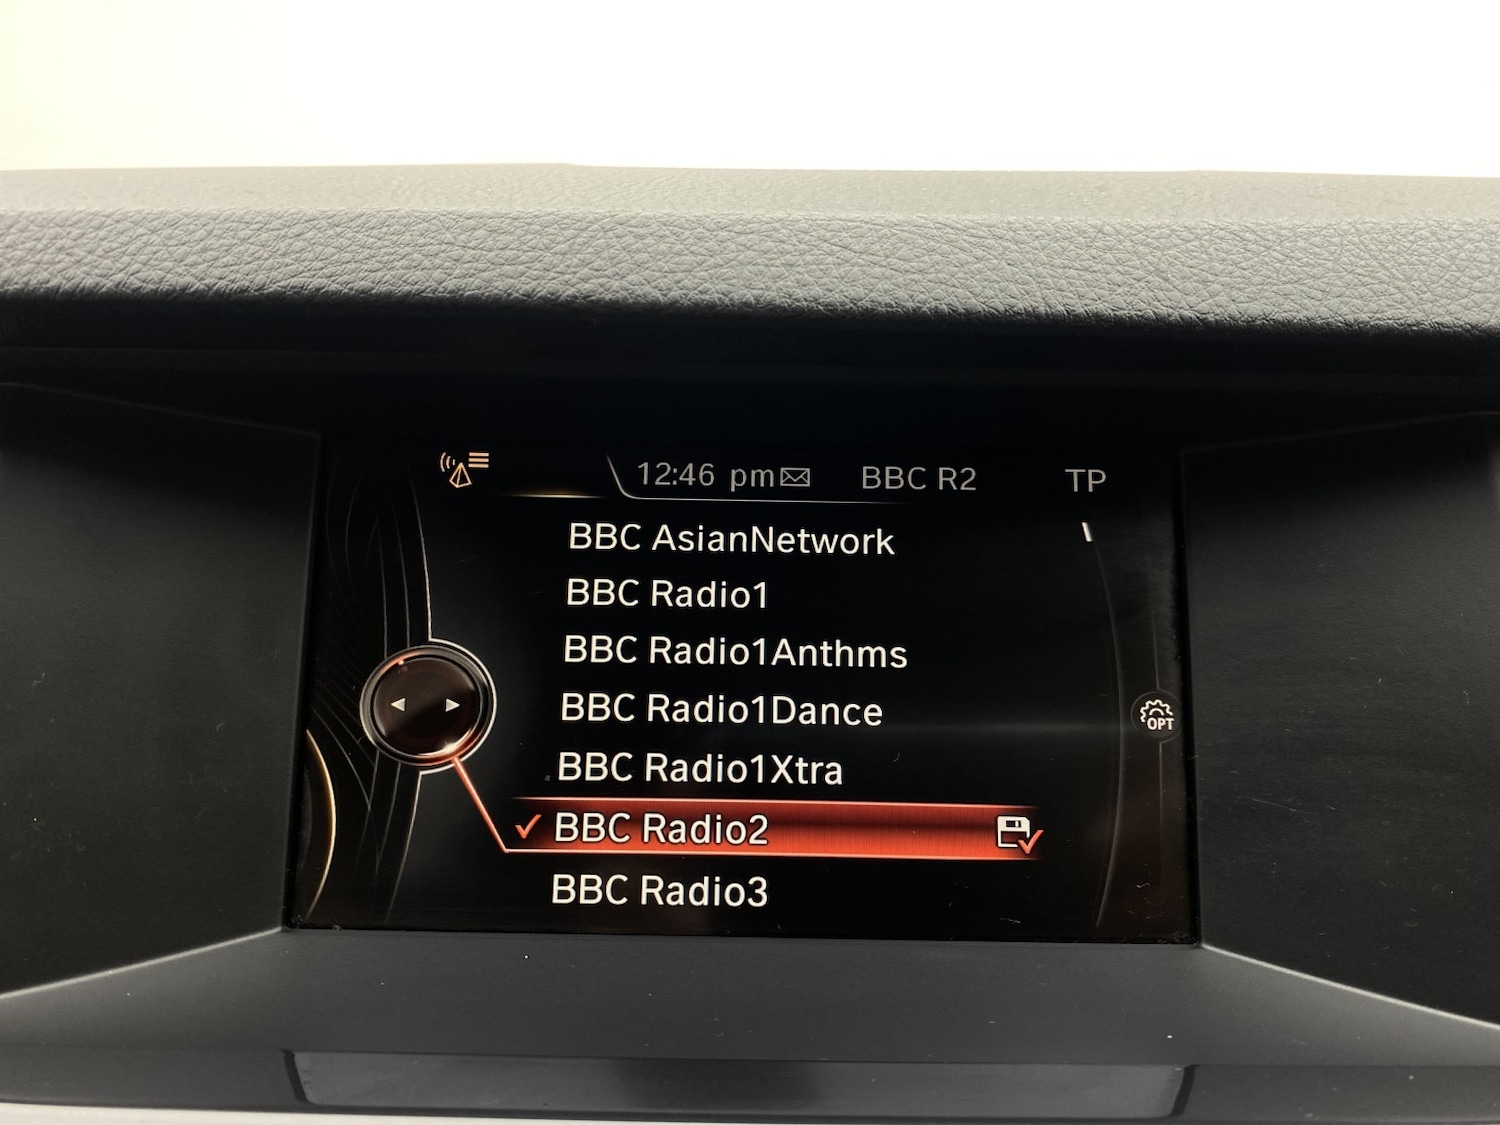 12:46 pm BBC R2 TP
BBC AsianNetwork
BBC Radio1
BBC Radio1Anthms
BBC Radio1Dance
BBC Radio1Xtra
OPT
BBC Radio2
BBC Radio3